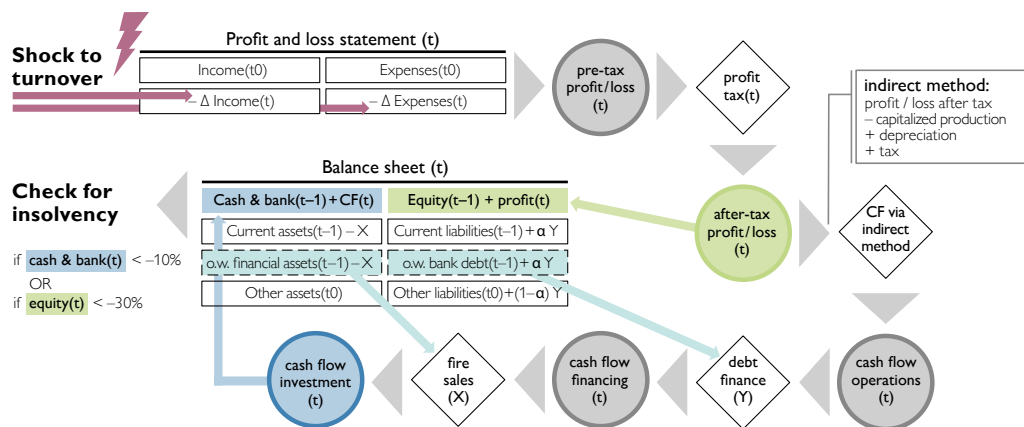 Shock to
turnover
Profit and loss statement (t)
Income(t0)
Expenses(t0)
– Δ Income(t)
– Δ Expenses(t)
pre-tax
profit/loss
(t)
profit
tax(t)
indirect method:
profit / loss after tax
– capitalized production
+ depreciation
+ tax
Check for
insolvency
if cash & bank(t) < –10%
OR
if equity(t) < –30%
Balance sheet (t)
Cash & bank(t–1) + CF(t)
Equity(t–1) + profit(t)
Current assets(t–1) – X
Current liabilities(t–1) + α Y
o.w. financial assets(t–1) – X
o.w. bank debt(t–1) + α Y
Other assets(t0)
Other liabilities(t0) + (1–α) Y
after-tax
profit/loss
(t)
CF via
indirect
method
cash flow
investment
(t)
fire
sales
(X)
cash flow
financing
(t)
debt
finance
(Y)
cash flow
operations
(t)